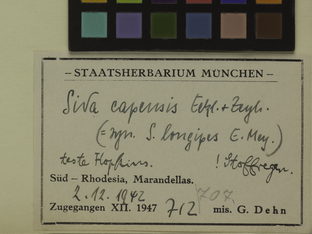 – STAATSHERBARIUM MÜNCHEN –
Sida capensis Eckl. + Zeyh.
(= syn. S. longipes E. Mey.)
teste Hopkins. ! Stoffregen.
Süd – Rhodesia, Marandellas.
2. 12. 1942 707
Zugegangen XII. 1947 712 mis. G. Dehn